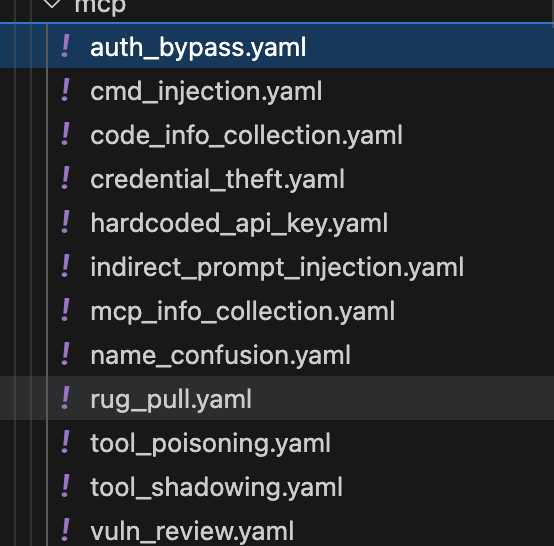 mcp
! auth_bypass.yaml
! cmd_injection.yaml
! code_info_collection.yaml
! credential_theft.yaml
! hardcoded_api_key.yaml
! indirect_prompt_injection.yaml
! mcp_info_collection.yaml
! name_confusion.yaml
! rug_pull.yaml
! tool_poisoning.yaml
! tool_shadowing.yaml
! vuln_review.yaml